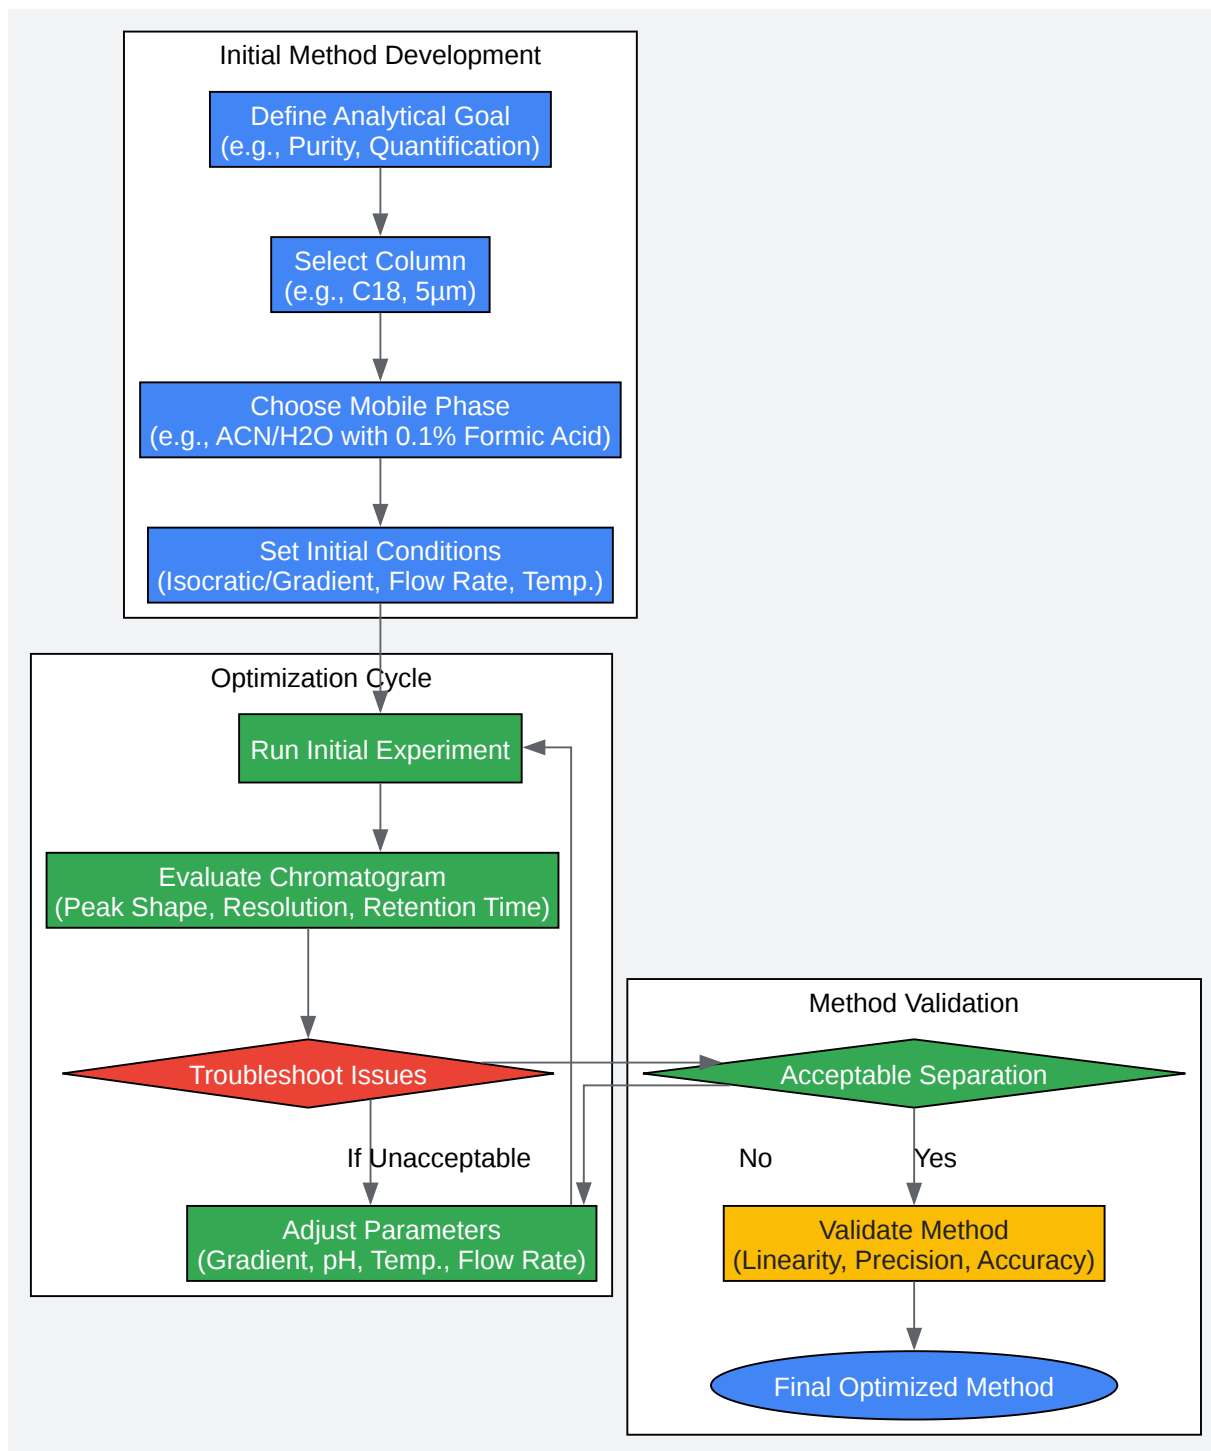 Initial Method Development
Define Analytical Goal
(e.g., Purity, Quantification)
Select Column
(e.g., C18, 5µm)
Choose Mobile Phase
(e.g., ACN/H2O with 0.1% Formic Acid)
Set Initial Conditions
(Isocratic/Gradient, Flow Rate, Temp.)
Optimization Cycle
Run Initial Experiment
Evaluate Chromatogram
(Peak Shape, Resolution, Retention Time)
Troubleshoot Issues
If Unacceptable
Adjust Parameters
(Gradient, pH, Temp., Flow Rate)
Method Validation
Acceptable Separation
No
Yes
Validate Method
(Linearity, Precision, Accuracy)
Final Optimized Method